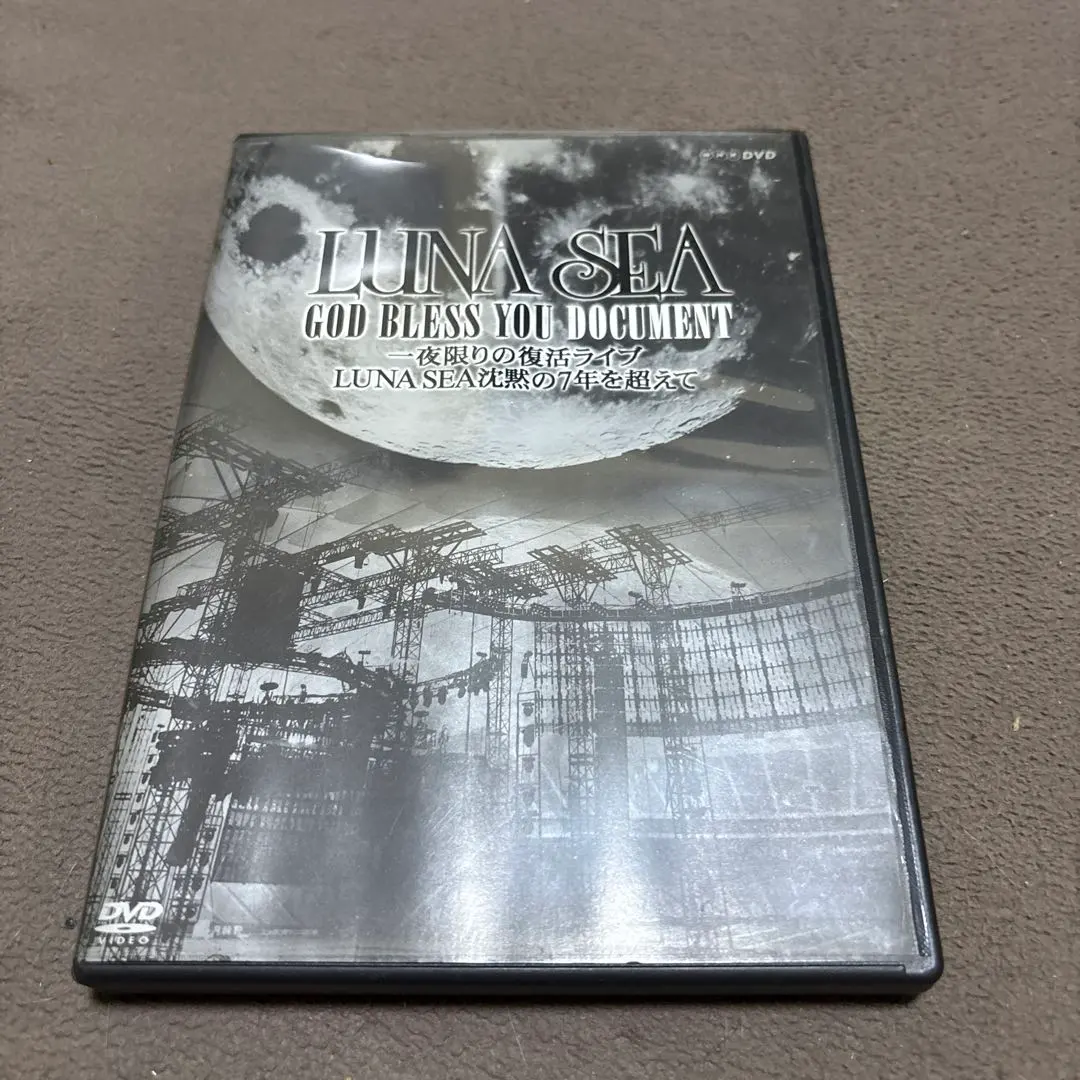 NHK DVD
LUNA SEA
GOD BLESS YOU DOCUMENT
一夜限りの復活ライブ
LUNA SEA沈黙の7年を超えて
DVD
VIDEO